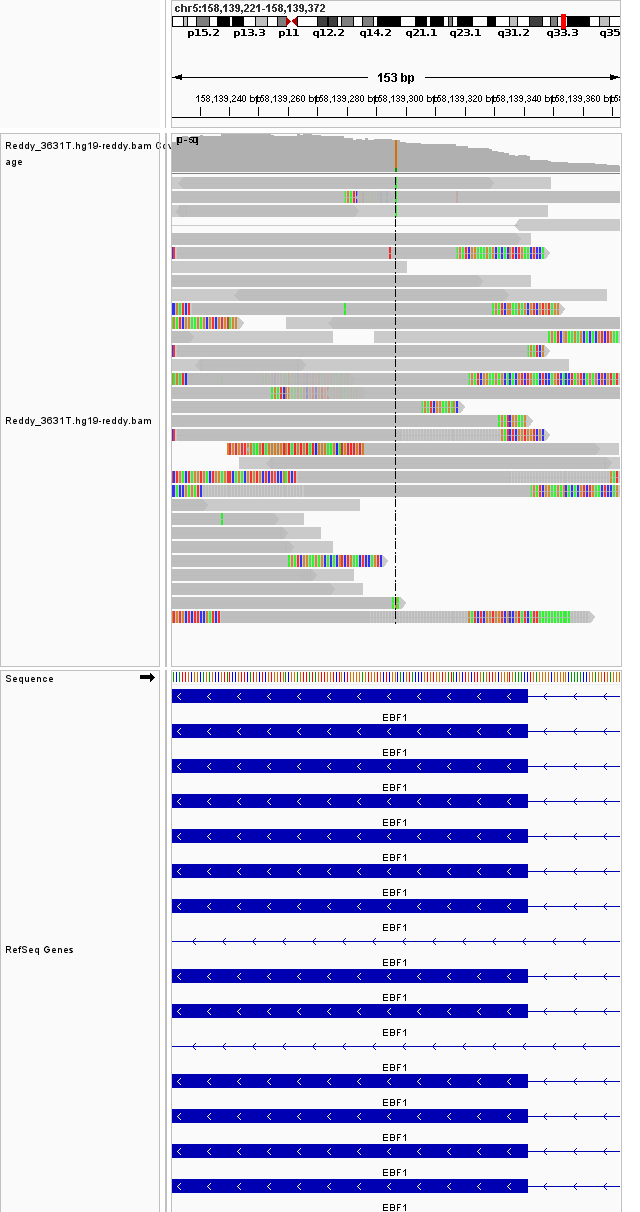 chr5:158,139,221-158,139,372
p15.2 p13.3 p11 q12.2 q14.2 q21.1 q23.1 q31.2 q33.3 q35
153 bp
158,139,240 bp 158,139,260 bp 158,139,280 bp 158,139,300 bp 158,139,320 bp 158,139,340 bp 158,139,360 bp
Reddy_3631T.hg19-reddy.bam Cov
age
Reddy_3631T.hg19-reddy.bam
Sequence
EBF1
EBF1
EBF1
EBF1
EBF1
EBF1
EBF1
RefSeq Genes
EBF1
EBF1
EBF1
EBF1
EBF1
EBF1
EBF1
EBF1